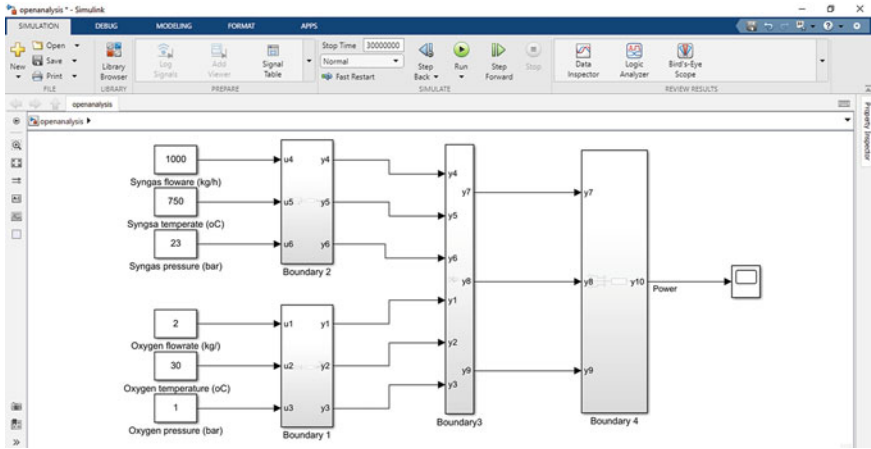 openanalysis * - Simulink
SIMULATION DEBUG MODELING FORMAT APPS
New
Open
Save
Print
FILE
Library Browser
LIBRARY
Log Signals
Add Viewer
Signal Table
PREPARE
Stop Time 30000000
Normal
Fast Restart
Step Back
Run
Step Forward
Stop
SIMULATE
Data Inspector
Logic Analyzer
Bird's-Eye Scope
REVIEW RESULTS
openanalysis
openanalysis
Property Inspector
1000
Syngas floware (kg/h)
750
Syngsa temperate (oC)
23
Syngas pressure (bar)
u4 y4
u5 y5
u6 y6
Boundary 2
2
Oxygen flowrate (kg/)
30
Oxygen temperature (oC)
1
Oxygen pressure (bar)
u1 y1
u2 y2
u3 y3
Boundary 1
y4
y7
y5
y6
y8
y1
y2
y9
y3
Boundary3
y7
y8 y10
y9
Boundary 4
Power